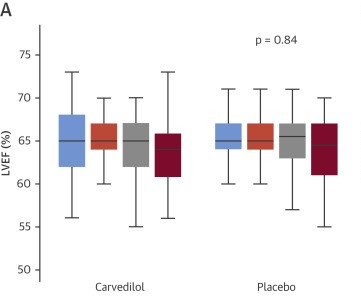 A
p = 0.84
LVEF (%)
75
70
65
60
55
50
Carvedilol
Placebo